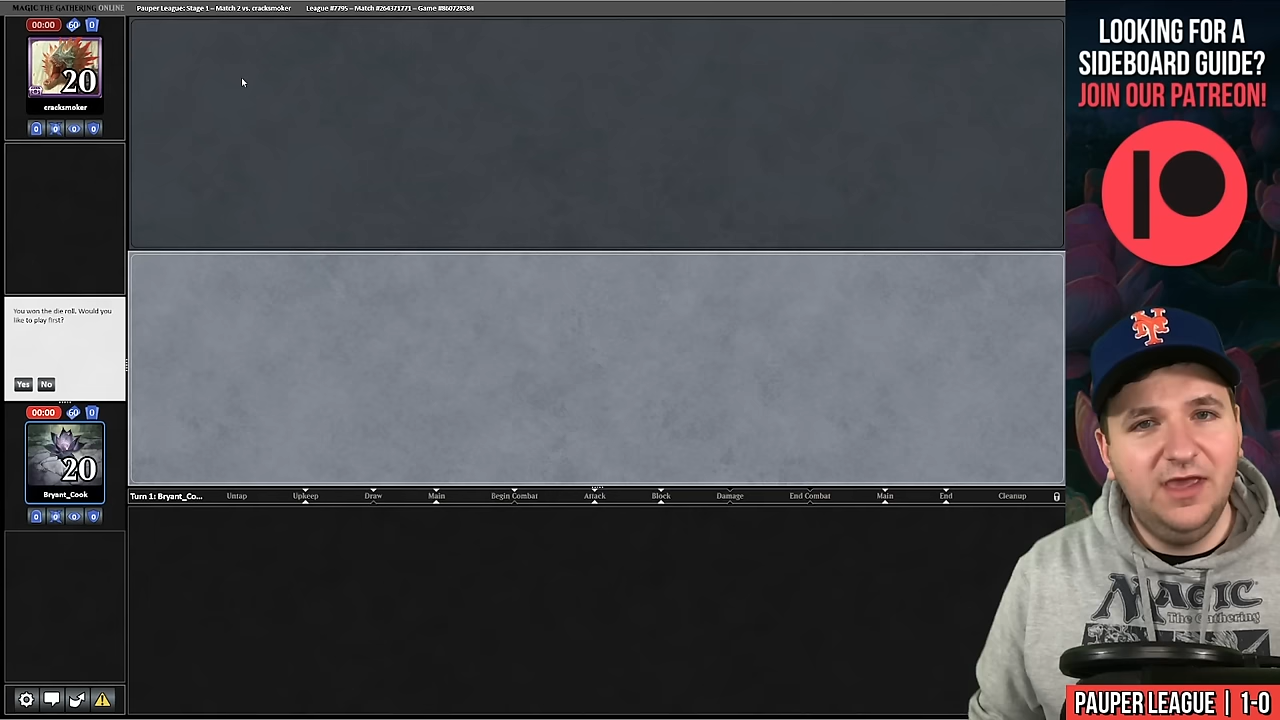 MAGIC THE GATHERING ONLINE
Pauper League: Stage 1 – Match 2 vs. cracksmoker
League #7795 – Match #264371771 – Game #860728584
00:00 60 0
20
cracksmoker
0 0 0 0
You won the die roll. Would you
like to play first?
Yes No
00:00 60 0
20
Bryant_Cook
0 0 0 0
Turn 1: Bryant_Co... Untap Upkeep Draw Main Begin Combat Attack Block Damage End Combat Main End Cleanup
LOOKING FOR A
SIDEBOARD GUIDE?
JOIN OUR PATREON!
MAGIC
The Gathering
PAUPER LEAGUE | 1-0